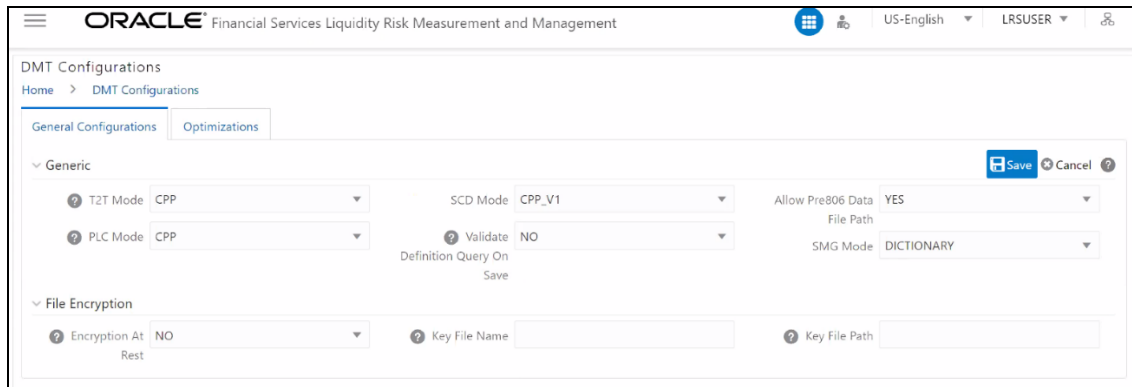 ORACLE® Financial Services Liquidity Risk Measurement and Management US-English LRSUSER
DMT Configurations
Home > DMT Configurations
General Configurations Optimizations
Generic Save Cancel ?
? T2T Mode CPP SCD Mode CPP_V1 Allow Pre806 Data File Path YES
? PLC Mode CPP ? Validate Definition Query On Save NO SMG Mode DICTIONARY
File Encryption
? Encryption At Rest NO ? Key File Name ? Key File Path